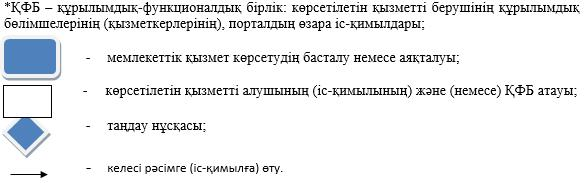 *ҚФБ – құрылымдық-функционалдық бірлік: көрсетілетін қызметті берушінің құрылымдық
бөлімшелерінің (қызметкерлерінің), порталдың өзара іс-қимылдары;
- мемлекеттік қызмет көрсетудің басталу немесе аяқталуы;
- көрсетілетін қызметті алушының (іс-қимылының) және (немесе) ҚФБ атауы;
- таңдау нұсқасы;
- келесі рәсімге (іс-қимылға) өту.